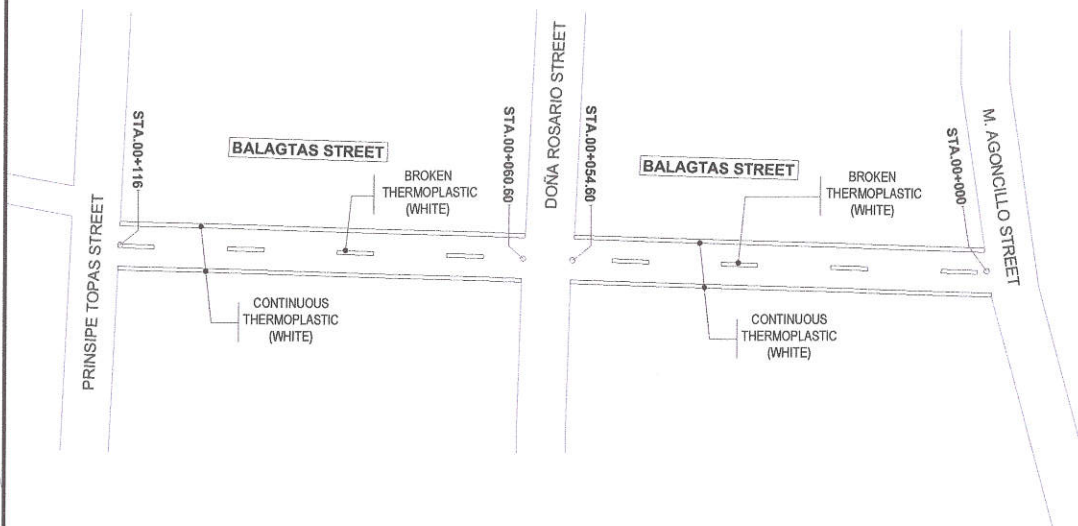 PRINSIPE TOPAS STREET
STA.00+116
BALAGTAS STREET
BROKEN
THERMOPLASTIC
(WHITE)
CONTINUOUS
THERMOPLASTIC
(WHITE)
STA.00+060.60
DOÑA ROSARIO STREET
STA.00+054.60
BALAGTAS STREET
BROKEN
THERMOPLASTIC
(WHITE)
CONTINUOUS
THERMOPLASTIC
(WHITE)
STA.00+000
M. AGONCILLO STREET